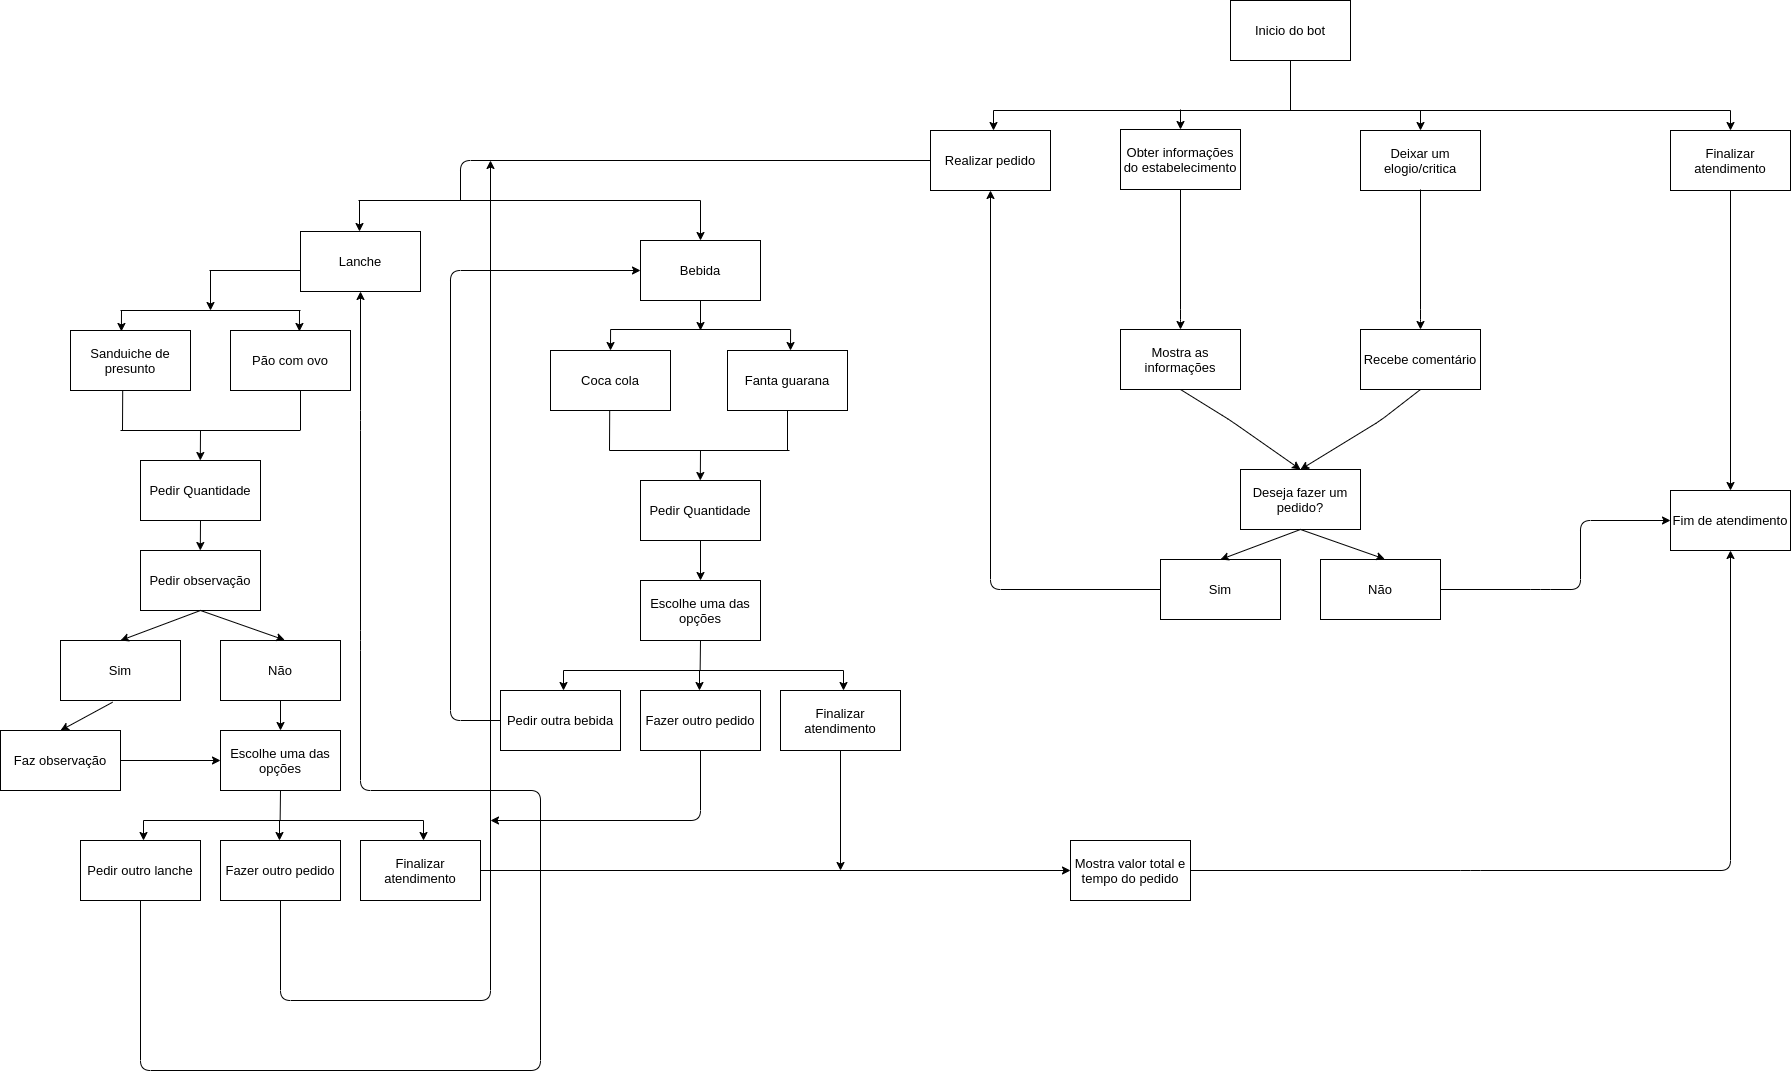 Inicio do bot
Realizar pedido
Obter informações
do estabelecimento
Deixar um
elogio/critica
Finalizar
atendimento
Lanche
Bebida
Sanduiche de
presunto
Pão com ovo
Coca cola
Fanta guarana
Mostra as
informações
Recebe comentário
Pedir Quantidade
Pedir Quantidade
Deseja fazer um
pedido?
Fim de atendimento
Pedir observação
Escolhe uma das
opções
Sim
Não
Sim
Não
Pedir outra bebida
Fazer outro pedido
Finalizar
atendimento
Faz observação
Escolhe uma das
opções
Pedir outro lanche
Fazer outro pedido
Finalizar
atendimento
Mostra valor total e
tempo do pedido